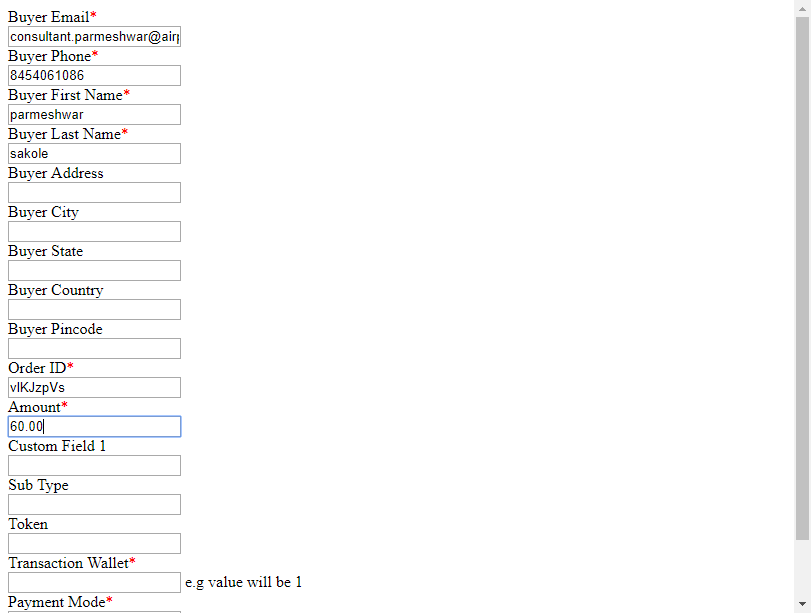 Buyer Email*
consultant.parmeshwar@air
Buyer Phone*
8454061086
Buyer First Name*
parmeshwar
Buyer Last Name*
sakole
Buyer Address
Buyer City
Buyer State
Buyer Country
Buyer Pincode
Order ID*
Amount*
60.00
Custom Field 1
Sub Type
Token
Transaction Wallet*
e.g value will be 1
Payment Mode*